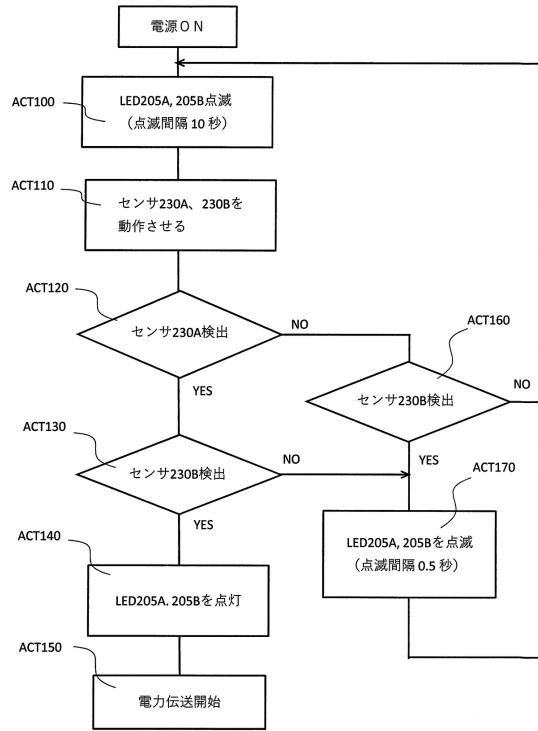 電源ON
ACT100
LED205A, 205B点滅
（点滅間隔 10 秒）
ACT110
センサ230A、230Bを
動作させる
ACT120
センサ230A検出
NO
YES
ACT160
センサ230B検出
NO
YES
ACT130
センサ230B検出
NO
YES
ACT170
LED205A, 205Bを点滅
（点滅間隔 0.5 秒）
ACT140
LED205A. 205Bを点灯
ACT150
電力伝送開始